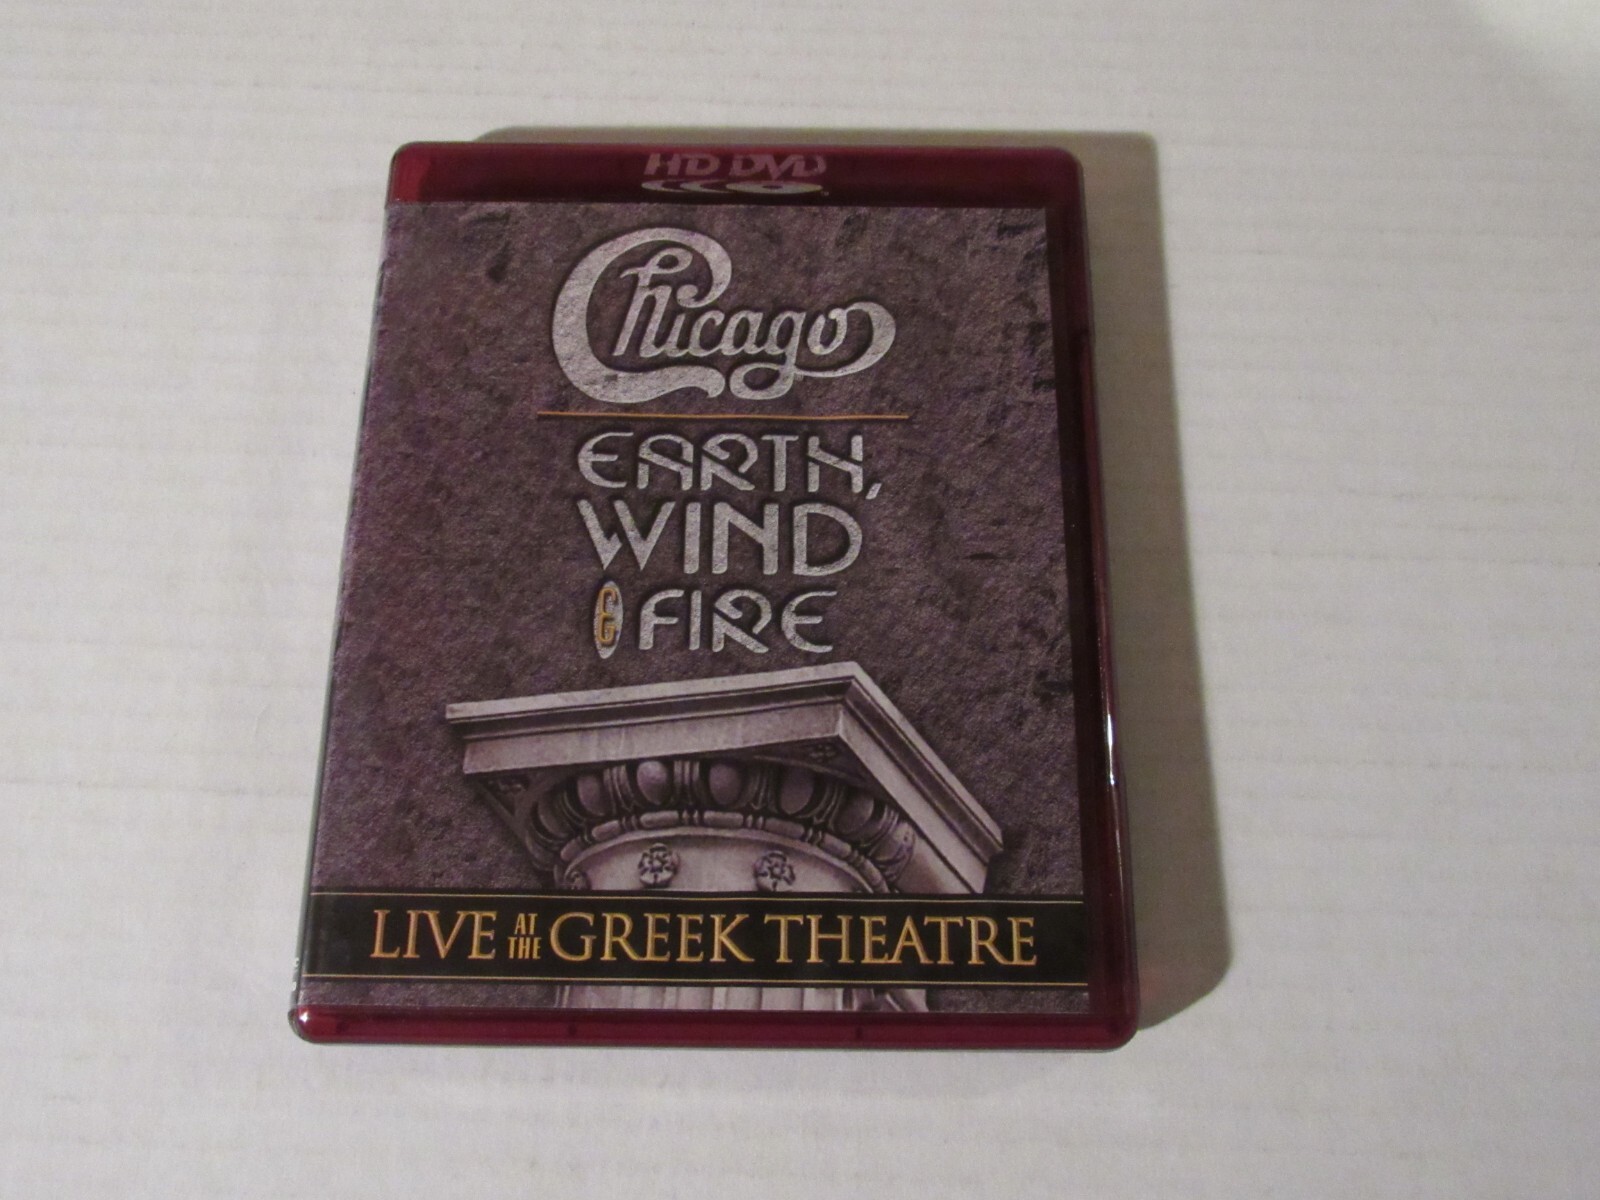 HD DVD
Chicago
EARTH,
WIND
& FIRE
LIVE AT THE GREEK THEATRE